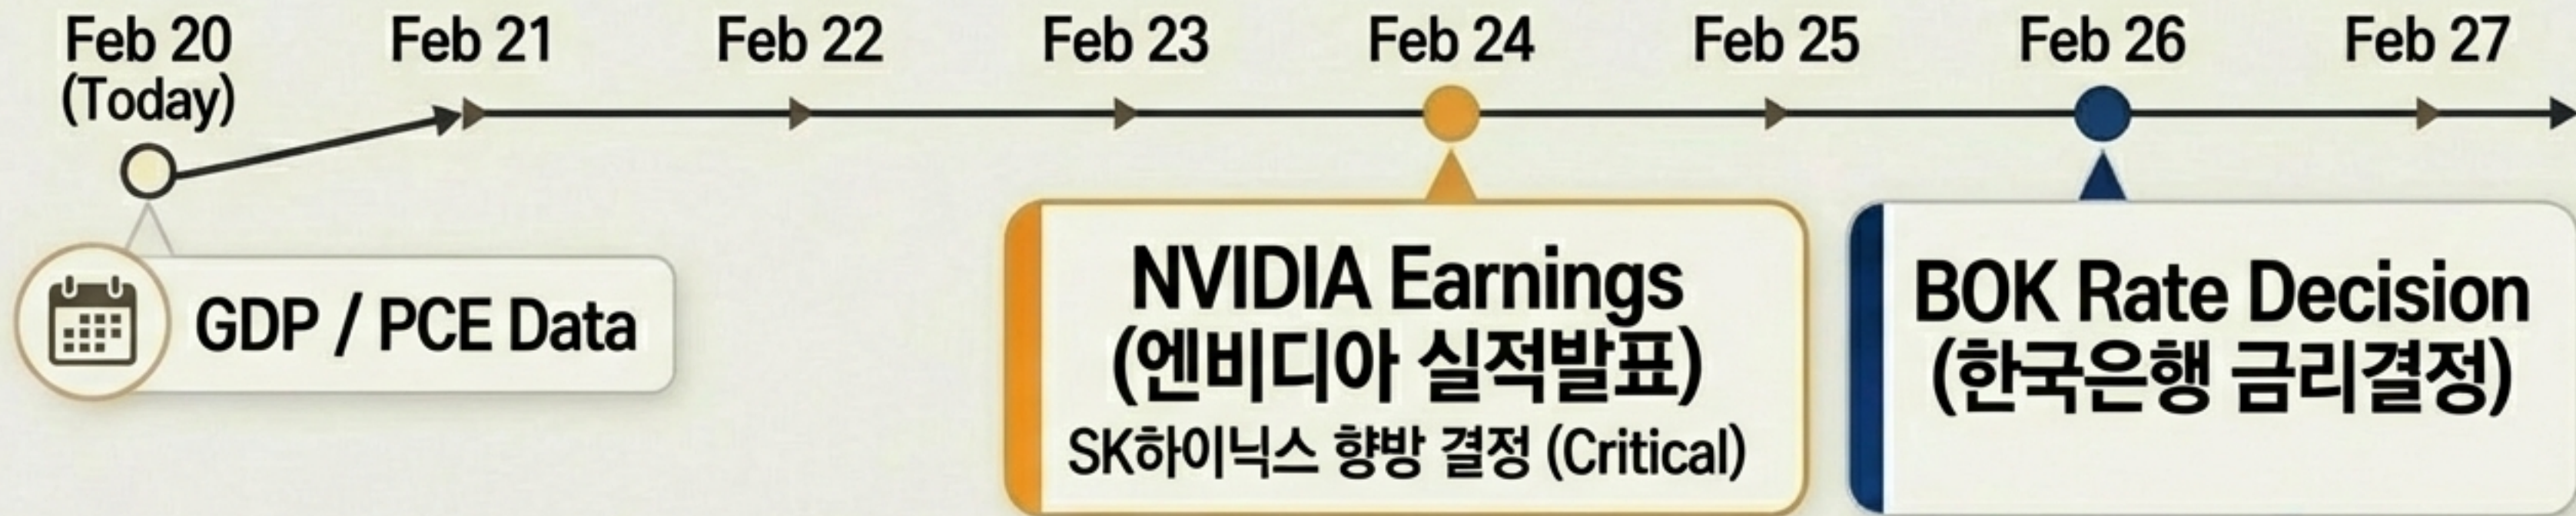 Feb 20
(Today)
Feb 21
Feb 22
Feb 23
Feb 24
Feb 25
Feb 26
Feb 27
GDP / PCE Data
NVIDIA Earnings
(엔비디아 실적발표)
SK하이닉스 향방 결정 (Critical)
BOK Rate Decision
(한국은행 금리결정)